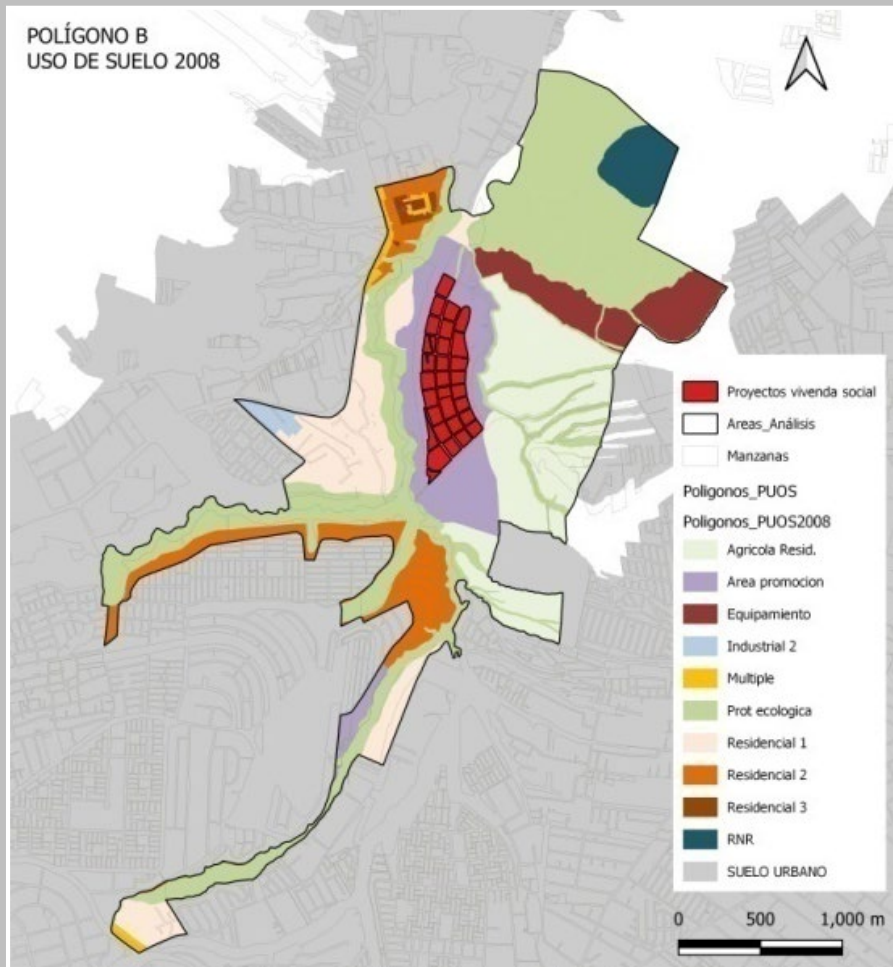 POLÍGONO B
USO DE SUELO 2008
Proyectos vivenda social
Areas_Análisis
Manzanas
Poligonos_PUOS
Poligonos_PUOS2008
Agricola Resid.
Area promocion
Equipamiento
Industrial 2
Multiple
Prot ecologica
Residencial 1
Residencial 2
Residencial 3
RNR
SUELO URBANO
0 500 1,000 m